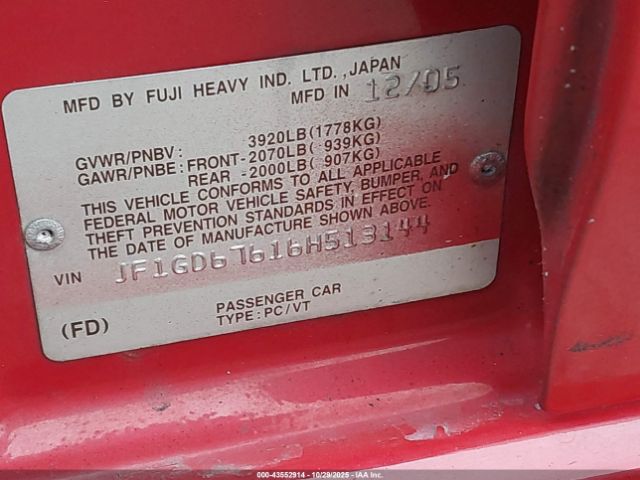 MFD BY FUJI HEAVY IND. LTD.,JAPAN
MFD IN 12/05
GVWR/PNBV: 3920LB(1778KG)
GAWR/PNBE:FRONT-2070LB( 939KG)
REAR -2000LB( 907KG)
THIS VEHICLE CONFORMS TO ALL APPLICABLE
FEDERAL MOTOR VEHICLE SAFETY, BUMPER, AND
THEFT PREVENTION STANDARDS IN EFFECT ON
THE DATE OF MANUFACTURE SHOWN ABOVE.
VIN JF1GD67616H513144
(FD)
PASSENGER CAR
TYPE:PC/VT
00-43552914 - 10/29/2025 - IAA Inc.